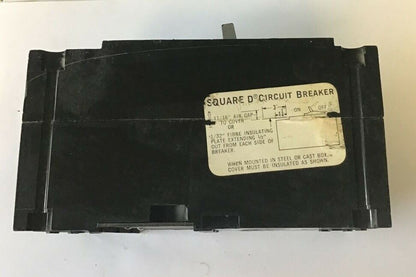 SQUARE D® CIRCUIT BREAKER
ON OFF
11/16" AIR GAP
TO COVER
OR
1/32" FIBRE INSULATING
PLATE EXTENDING ½"
OUT FROM EACH SIDE OF
BREAKER.
WHEN MOUNTED IN STEEL OR CAST BOX,
COVER MUST BE INSULATED AS SHOWN.